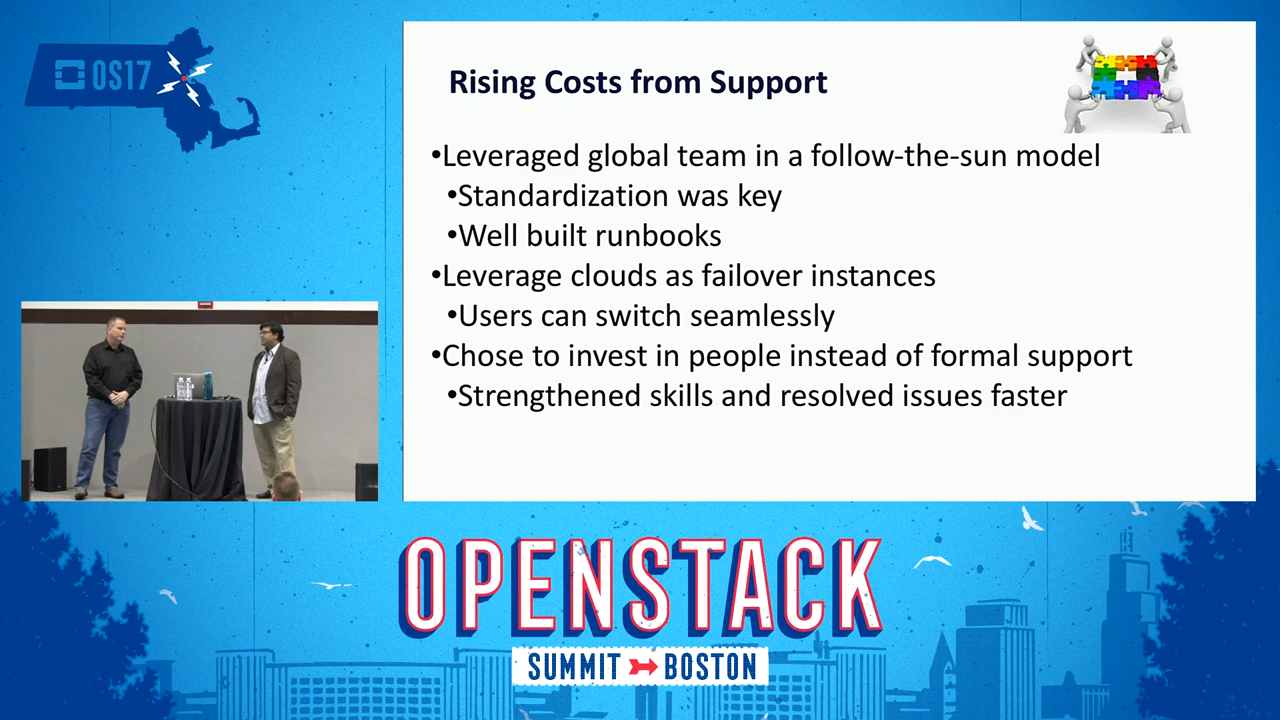 OS17
Rising Costs from Support
•Leveraged global team in a follow-the-sun model
•Standardization was key
•Well built runbooks
•Leverage clouds as failover instances
•Users can switch seamlessly
•Chose to invest in people instead of formal support
•Strengthened skills and resolved issues faster
OPENSTACK
SUMMIT BOSTON